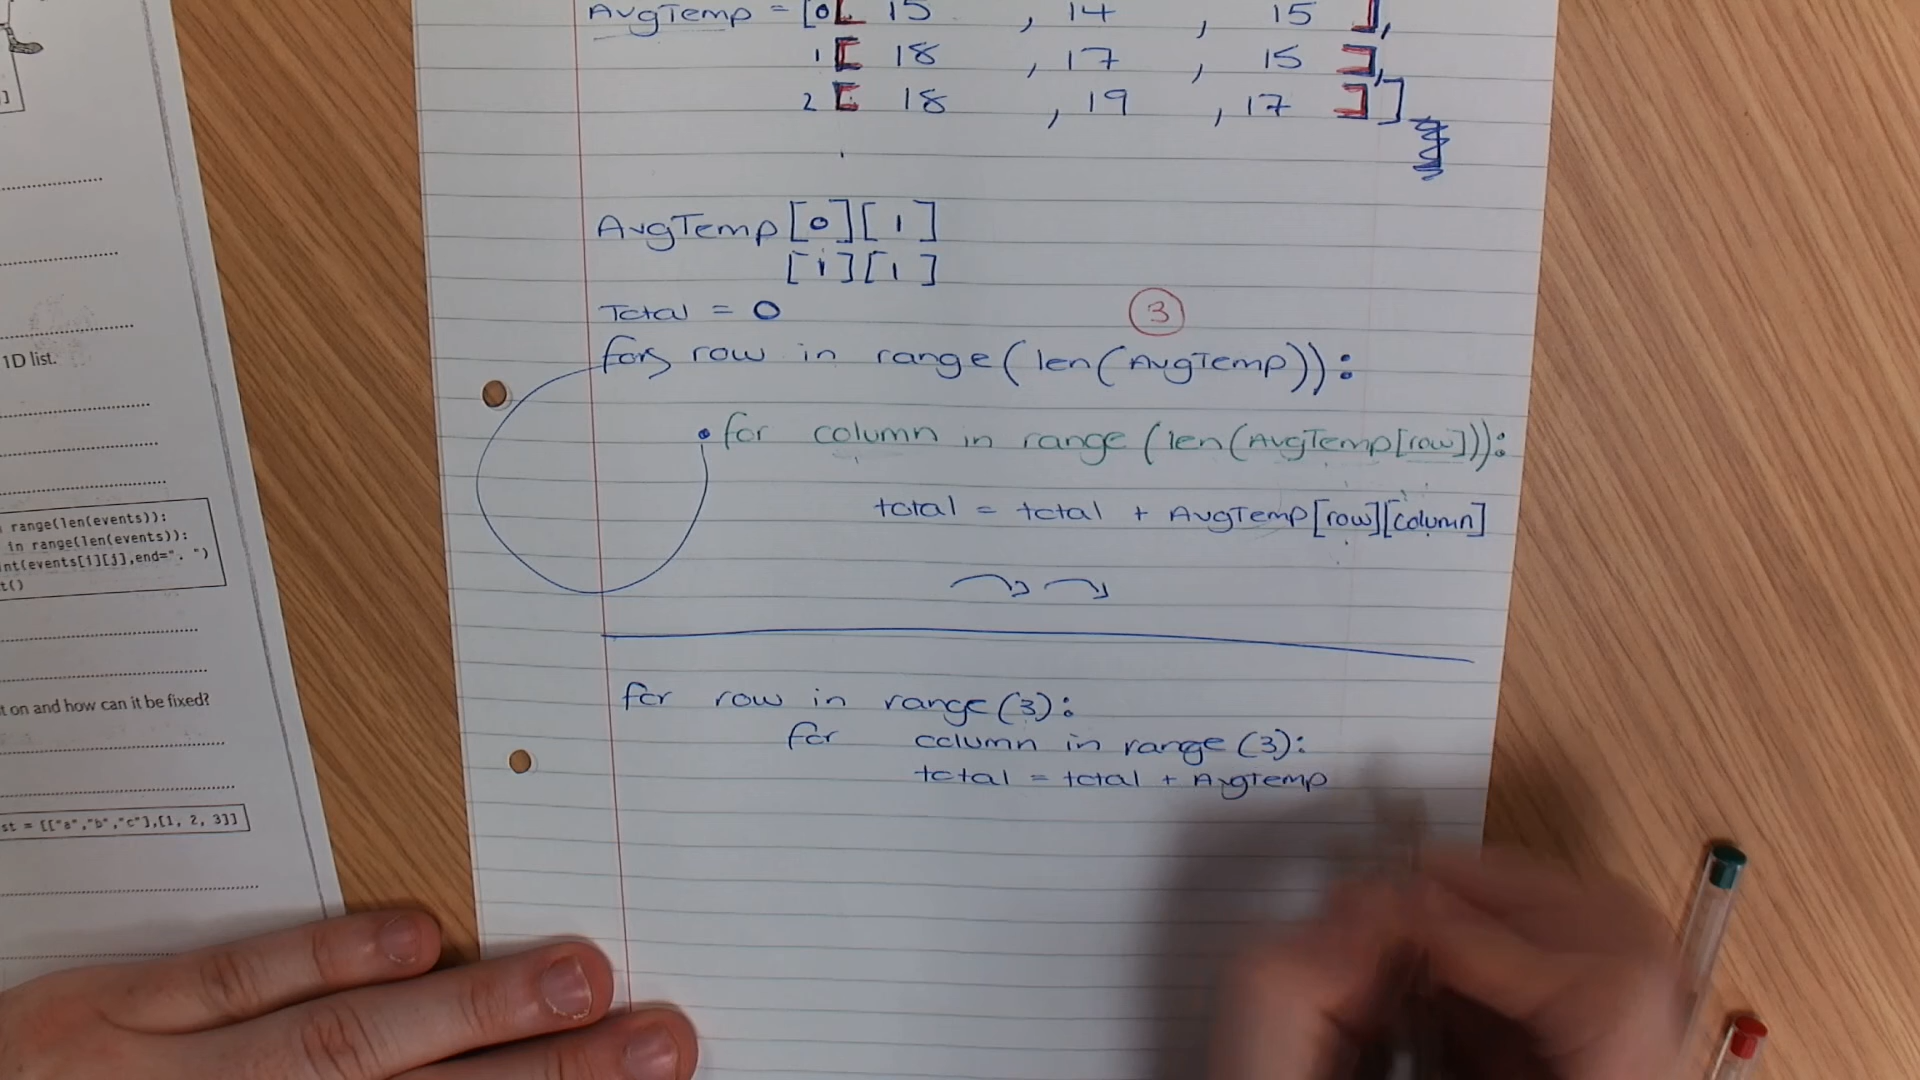 ]
1D list.
n range(len(events)):
in range(len(events)):
int(events[i][j],end=". ")
t()
t on and how can it be fixed?
st = [["a","b","c"],[1, 2, 3]]
AvgTemp = [0[ 15 , 14 , 15 ],
1[ 18 , 17 , 15 ],
2[ 18 , 19 , 17 ]]
AvgTemp[0][1]
[1][1]
Total = 0
3
for row in range(len(AvgTemp)):
for column in range(len(AvgTemp[row])):
total = total + AvgTemp[row][column]
for row in range(3):
for column in range(3):
total = total + AvgTemp